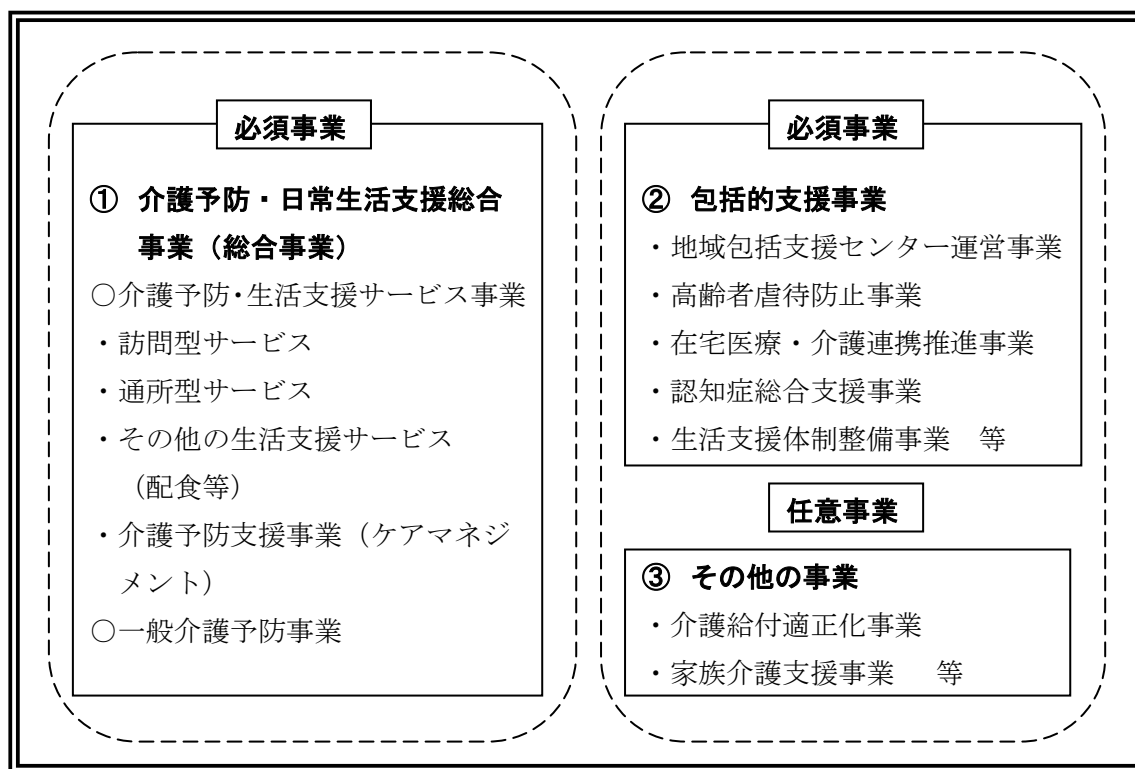 必須事業
① 介護予防・日常生活支援総合
事業（総合事業）
○介護予防・生活支援サービス事業
・訪問型サービス
・通所型サービス
・その他の生活支援サービス
（配食等）
・介護予防支援事業（ケアマネジ
メント）
○一般介護予防事業
必須事業
② 包括的支援事業
・地域包括支援センター運営事業
・高齢者虐待防止事業
・在宅医療・介護連携推進事業
・認知症総合支援事業
・生活支援体制整備事業　等
任意事業
③ その他の事業
・介護給付適正化事業
・家族介護支援事業　等